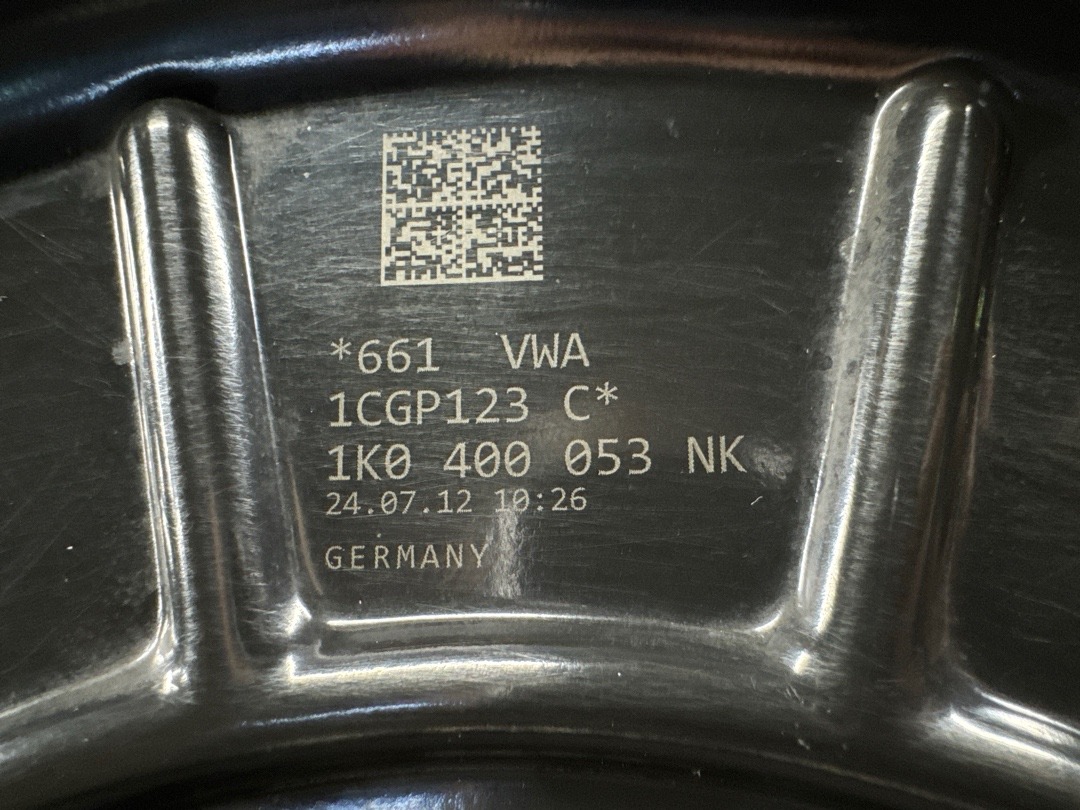 *661 VWA
1CGP123 C*
1K0 400 053 NK
24.07.12 10:26
GERMANY